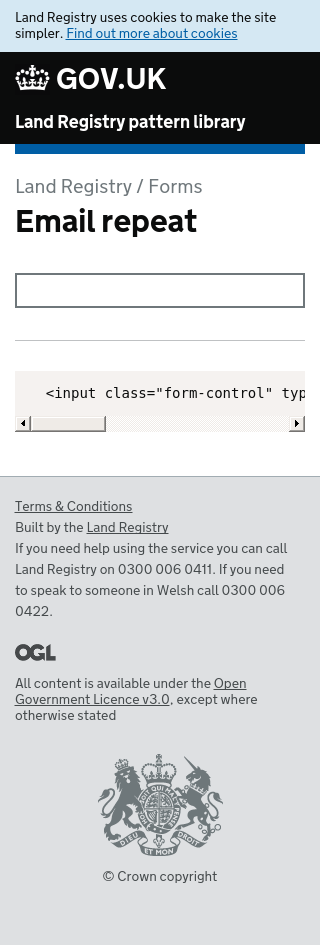 Land Registry uses cookies to make the site
simpler. Find out more about cookies
GOV.UK
Land Registry pattern library
Land Registry / Forms
Email repeat
<input class="form-control" typ
Terms & Conditions
Built by the Land Registry
If you need help using the service you can call
Land Registry on 0300 006 0411. If you need
to speak to someone in Welsh call 0300 006
0422.
OGL
All content is available under the Open
Government Licence v3.0, except where
otherwise stated
DIEU ET MON
© Crown copyright